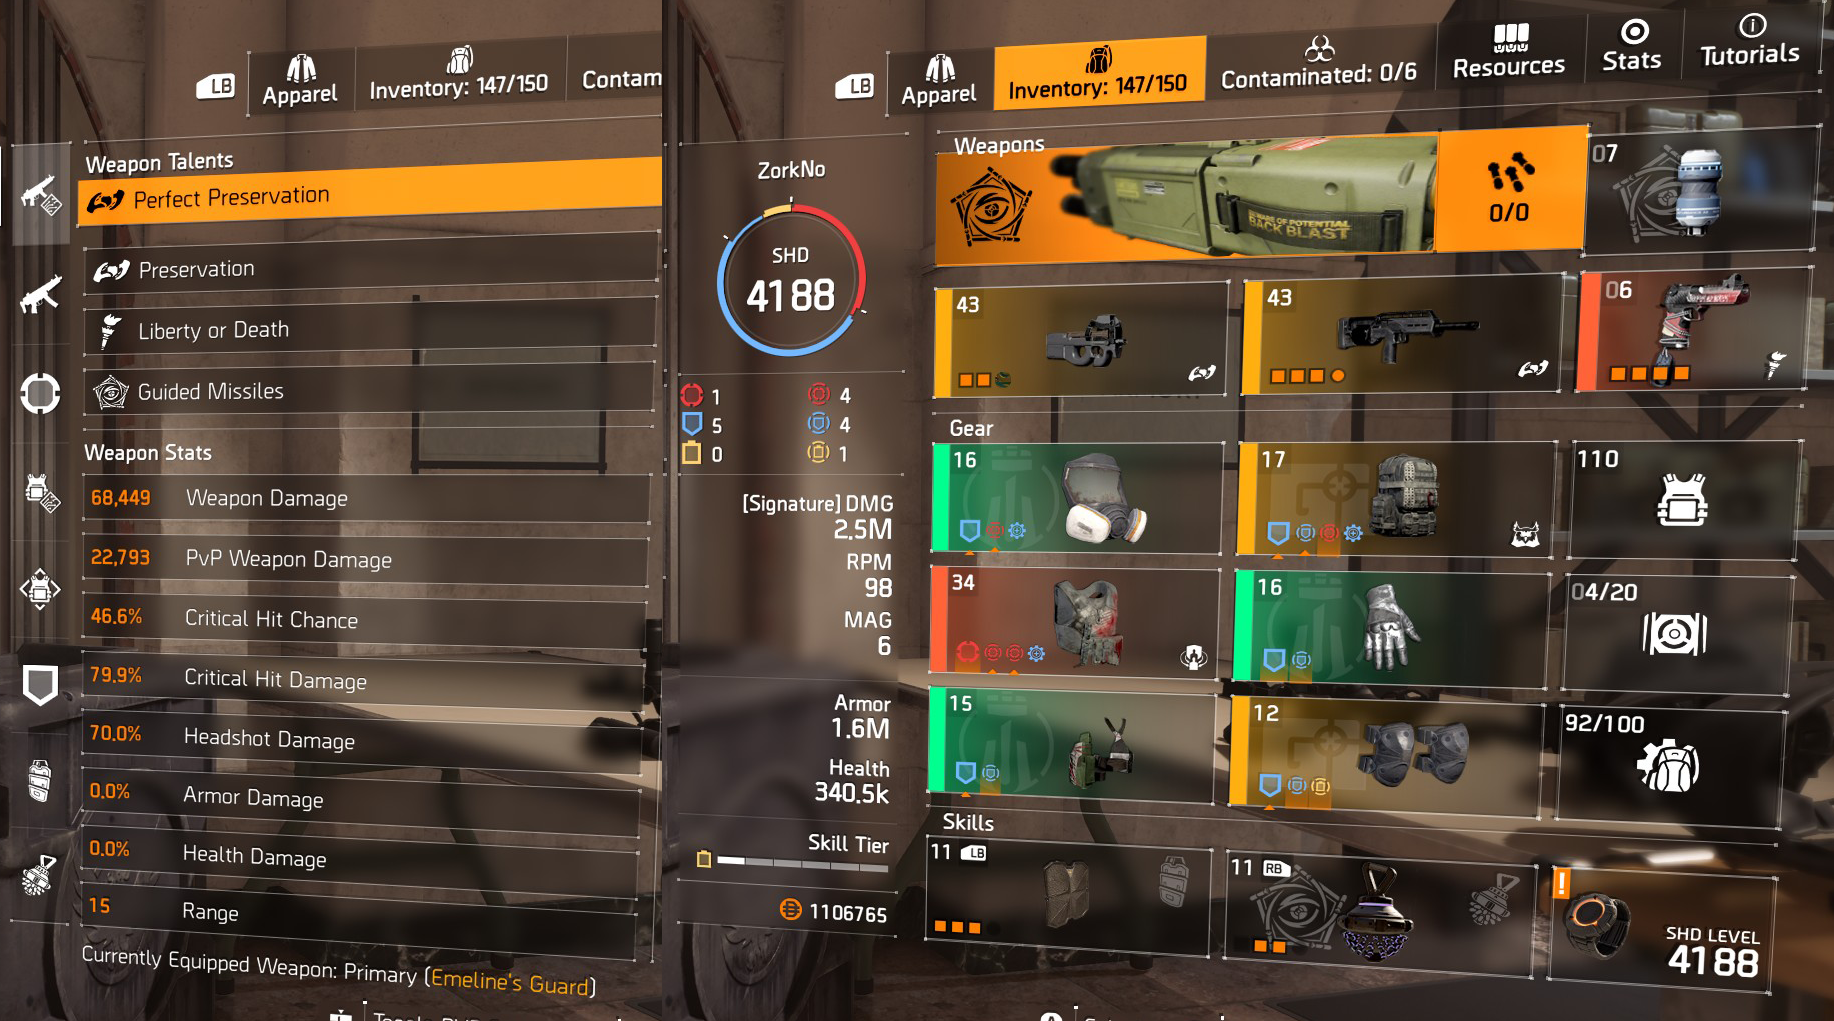 LB
Apparel
Inventory: 147/150
Contam
Weapon Talents
Perfect Preservation
Preservation
Liberty or Death
Guided Missiles
Weapon Stats
68,449 Weapon Damage
22,793 PvP Weapon Damage
46.6% Critical Hit Chance
79.9% Critical Hit Damage
70.0% Headshot Damage
0.0% Armor Damage
0.0% Health Damage
15 Range
Currently Equipped Weapon: Primary (Emeline's Guard)
LB
Apparel
Inventory: 147/150
Contaminated: 0/6
Resources
Stats
Tutorials
ZorkNo
SHD
4188
1 4
5 4
0 1
[Signature] DMG
2.5M
RPM
98
MAG
6
Armor
1.6M
Health
340.5k
Skill Tier
1106765
Weapons
BEWARE OF POTENTIAL
BACK BLAST
0/0
07
43
43
06
Gear
16
17
110
34
16
04/20
15
12
92/100
Skills
11 LB
11 RB
!
SHD LEVEL
4188